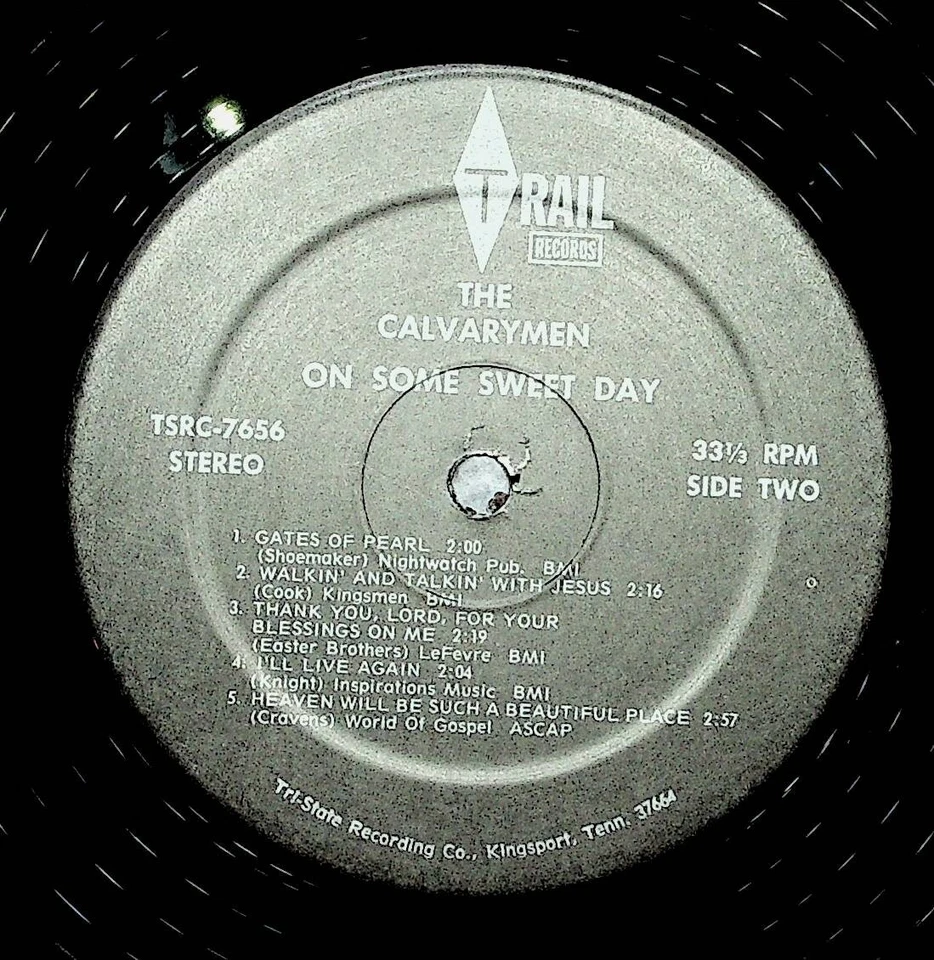 TRAIL
RECORDS
THE
CALVARYMEN
ON SOME SWEET DAY
TSRC-7656
STEREO
33⅓ RPM
SIDE TWO
1. GATES OF PEARL 2:00
(Shoemaker) Nightwatch Pub. BMI
2. WALKIN' AND TALKIN' WITH JESUS 2:16
(Cook) Kingsmen BMI
3. THANK YOU, LORD, FOR YOUR
BLESSINGS ON ME 2:19
(Easter Brothers) LeFevre BMI
4. I'LL LIVE AGAIN 2:04
(Knight) Inspirations Music BMI
5. HEAVEN WILL BE SUCH A BEAUTIFUL PLACE 2:57
(Cravens) World Of Gospel ASCAP
Tri-State Recording Co., Kingsport, Tenn. 37664